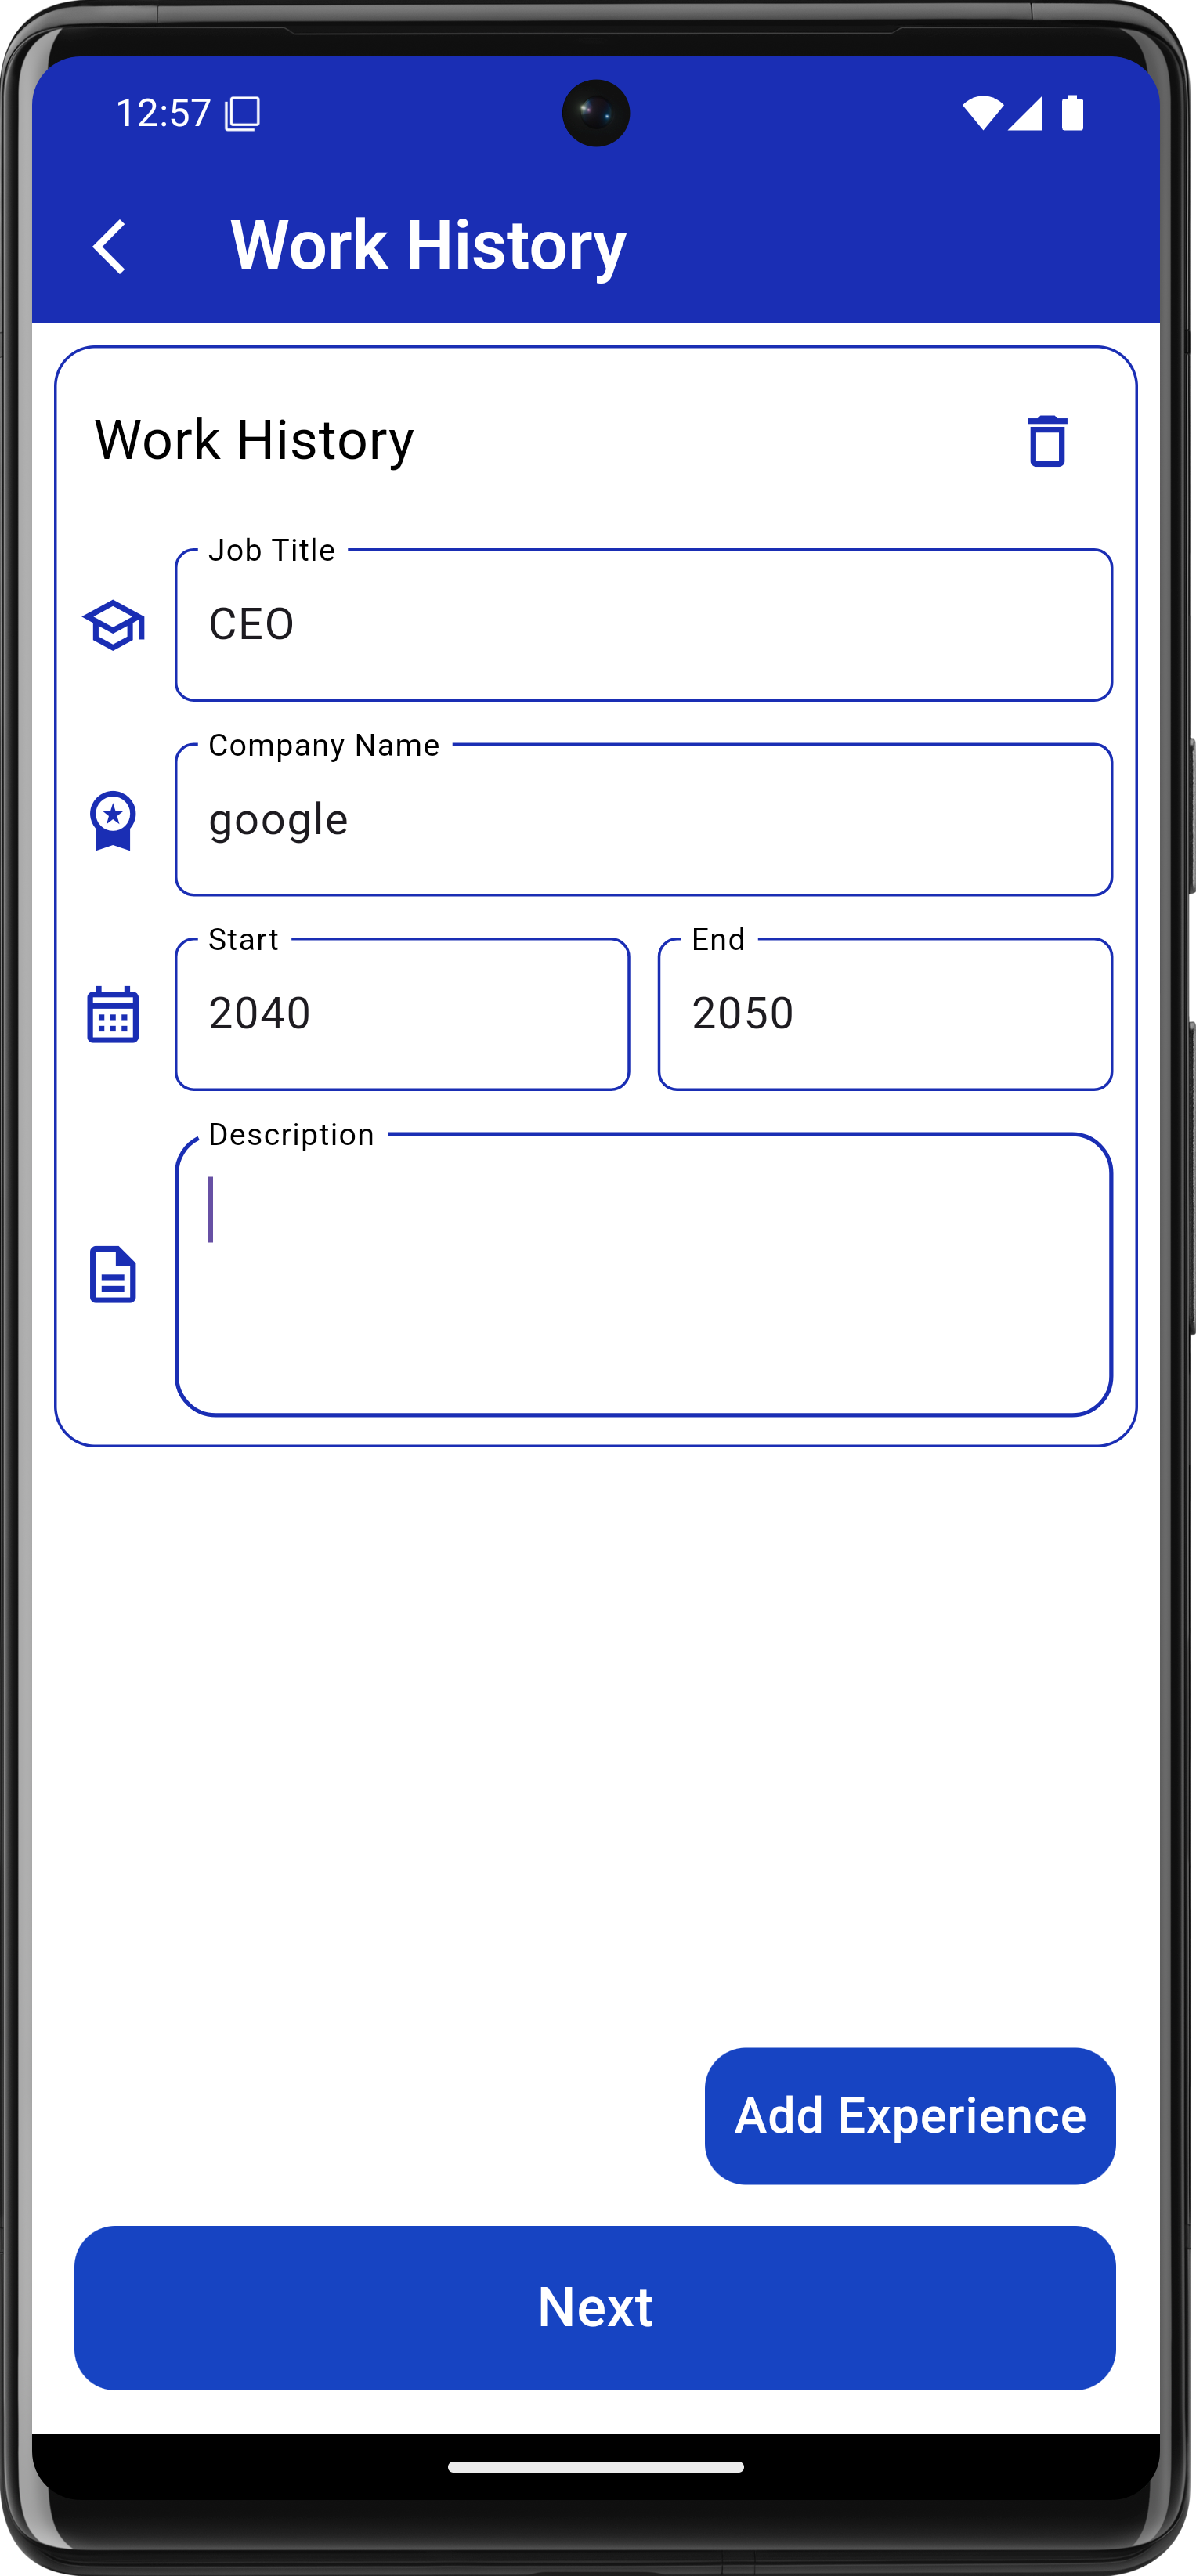 12:57
Work History
Work History
Job Title
CEO
Company Name
google
Start
End
2040
2050
Description
Add Experience
Next